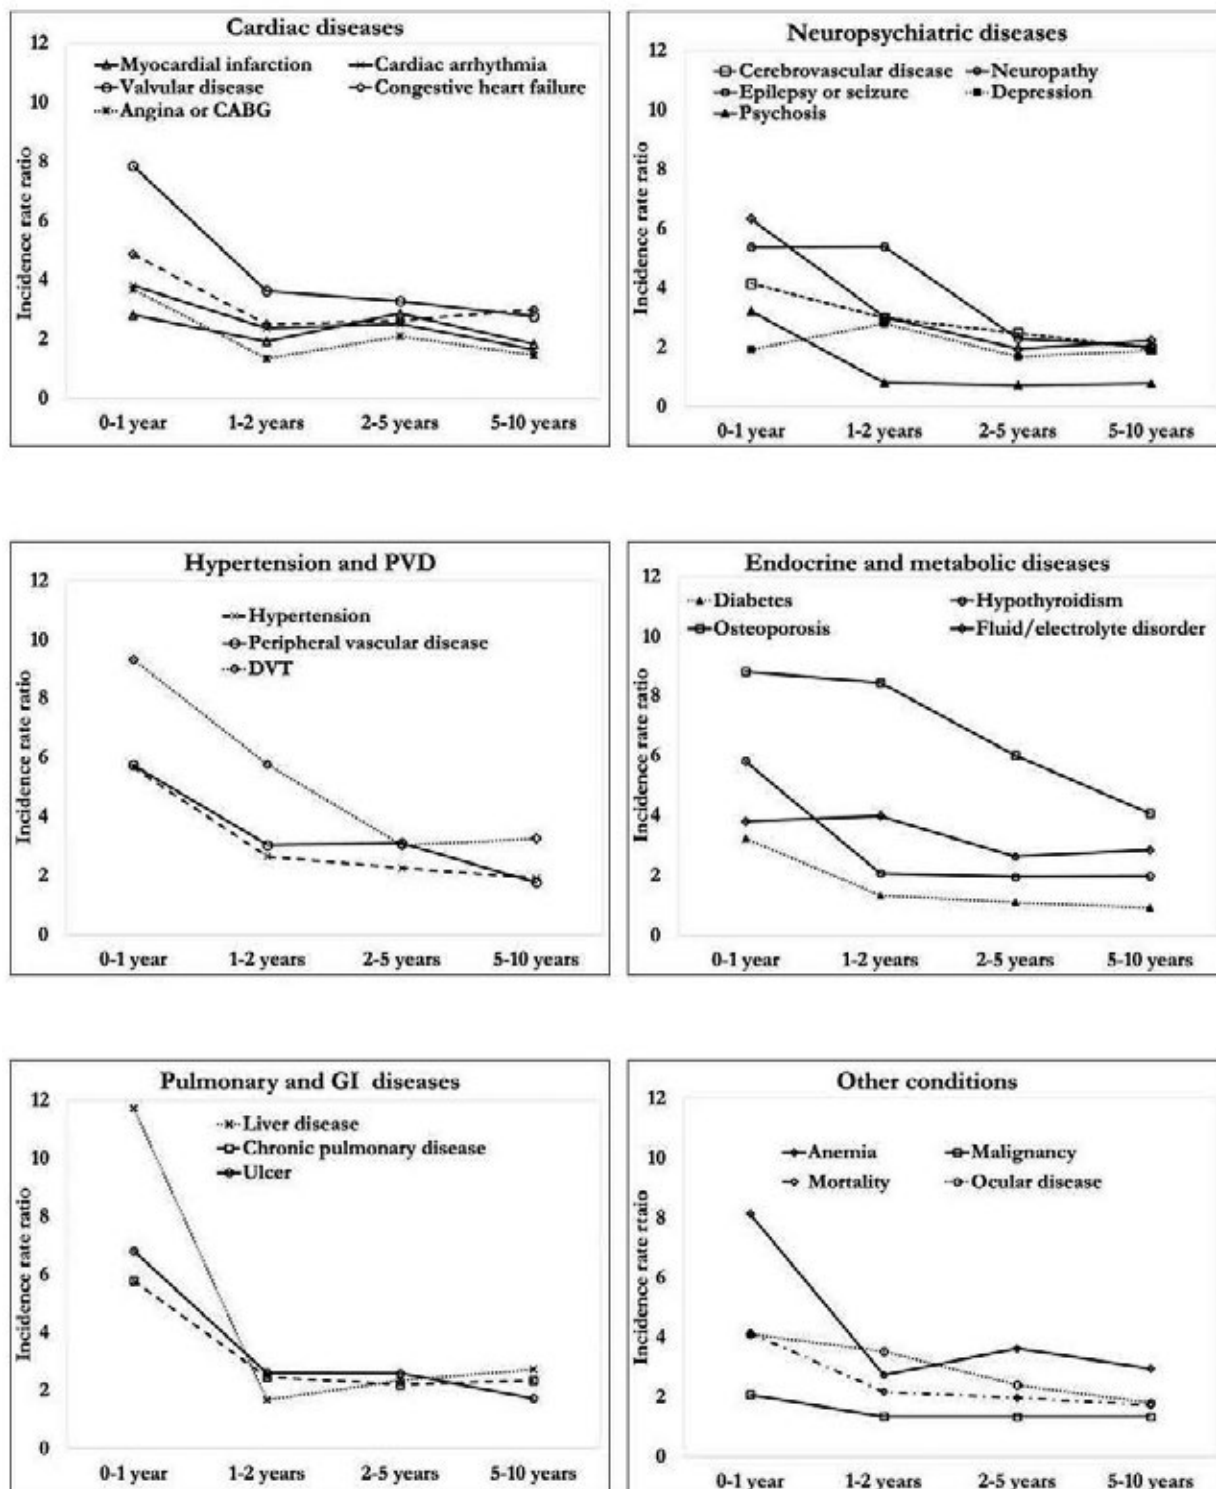 Cardiac diseases
12
10
8
6
4
2
0
Incidence rate ratio
Myocardial infarction Cardiac arrhythmia
Valvular disease Congestive heart failure
Angina or CABG
0-1 year 1-2 years 2-5 years 5-10 years
Neuropsychiatric diseases
12
10
8
6
4
2
0
Incidence rate ratio
Cerebrovascular disease Neuropathy
Epilepsy or seizure Depression
Psychosis
0-1 year 1-2 years 2-5 years 5-10 years
Hypertension and PVD
12
10
8
6
4
2
0
Incidence rate ratio
Hypertension
Peripheral vascular disease
DVT
0-1 year 1-2 years 2-5 years 5-10 years
Endocrine and metabolic diseases
12
10
8
6
4
2
0
Incidence rate ratio
Diabetes Hypothyroidism
Osteoporosis Fluid/electrolyte disorder
0-1 year 1-2 years 2-5 years 5-10 years
Pulmonary and GI diseases
12
10
8
6
4
2
0
Incidence rate ratio
Liver disease
Chronic pulmonary disease
Ulcer
0-1 year 1-2 years 2-5 years 5-10 years
Other conditions
12
10
8
6
4
2
0
Incidence rate rtaio
Anemia Malignancy
Mortality Ocular disease
0-1 year 1-2 years 2-5 years 5-10 years